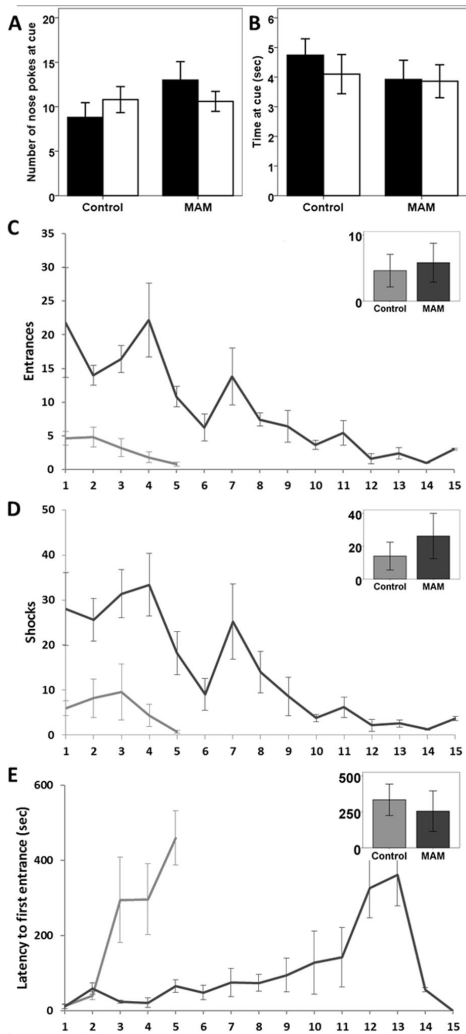 A
Number of nose pokes at cue
20
15
10
5
0
Control
MAM
B
Time at cue (sec)
6
5
4
3
2
1
0
Control
MAM
C
Entrances
35
30
25
20
15
10
5
0
1 2 3 4 5 6 7 8 9 10 11 12 13 14 15
10
0
Control MAM
D
Shocks
50
40
30
20
10
0
1 2 3 4 5 6 7 8 9 10 11 12 13 14 15
40
20
0
Control MAM
E
Latency to first entrance (sec)
600
400
200
0
1 2 3 4 5 6 7 8 9 10 11 12 13 14 15
500
250
0
Control MAM